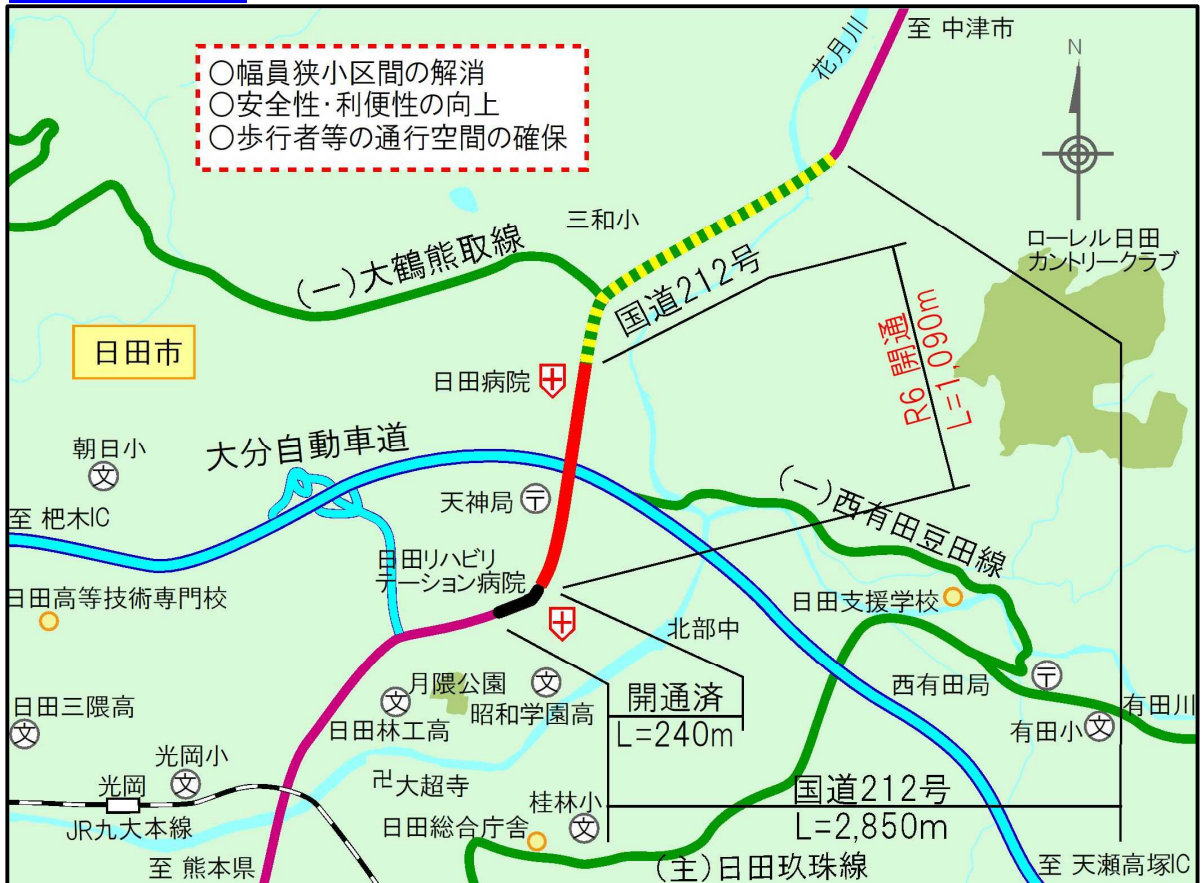 ○幅員狭小区間の解消
○安全性・利便性の向上
○歩行者等の通行空間の確保
花月川
至 中津市
N
三和小
ローレル日田
カントリークラブ
(一)大鶴熊取線
国道212号
日田市
日田病院
R6 開通
L=1,090m
朝日小
文
大分自動車道
天神局
〒
(一)西有田豆田線
至 杷木IC
日田リハビリ
テーション病院
日田高等技術専門校
日田支援学校
北部中
日田三隈高
文
文
月隈公園
日田林工高
文
昭和学園高
開通済
L=240m
西有田局
〒
有田川
有田小
文
光岡小
文
光岡
JR九大本線
卍大超寺
桂林小
文
日田総合庁舎
国道212号
L=2,850m
至 熊本県
(主)日田玖珠線
至 天瀬高塚IC